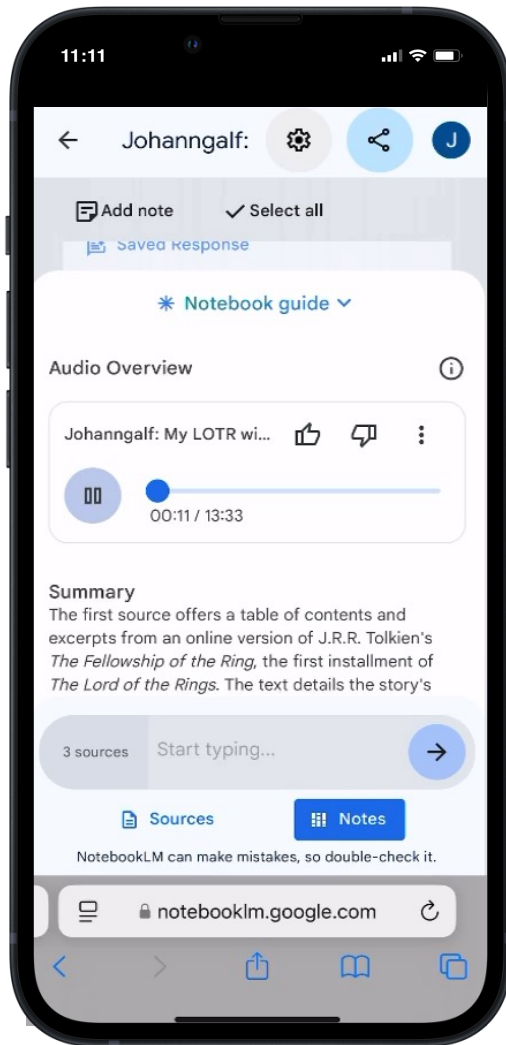 11:11
Johanngalf:
J
Add note
Select all
Saved Response
Notebook guide
Audio Overview
Johanngalf: My LOTR wi...
00:11 / 13:33
Summary
The first source offers a table of contents and
excerpts from an online version of J.R.R. Tolkien's
The Fellowship of the Ring, the first installment of
The Lord of the Rings. The text details the story's
3 sources
Start typing...
Sources
Notes
NotebookLM can make mistakes, so double-check it.
notebooklm.google.com